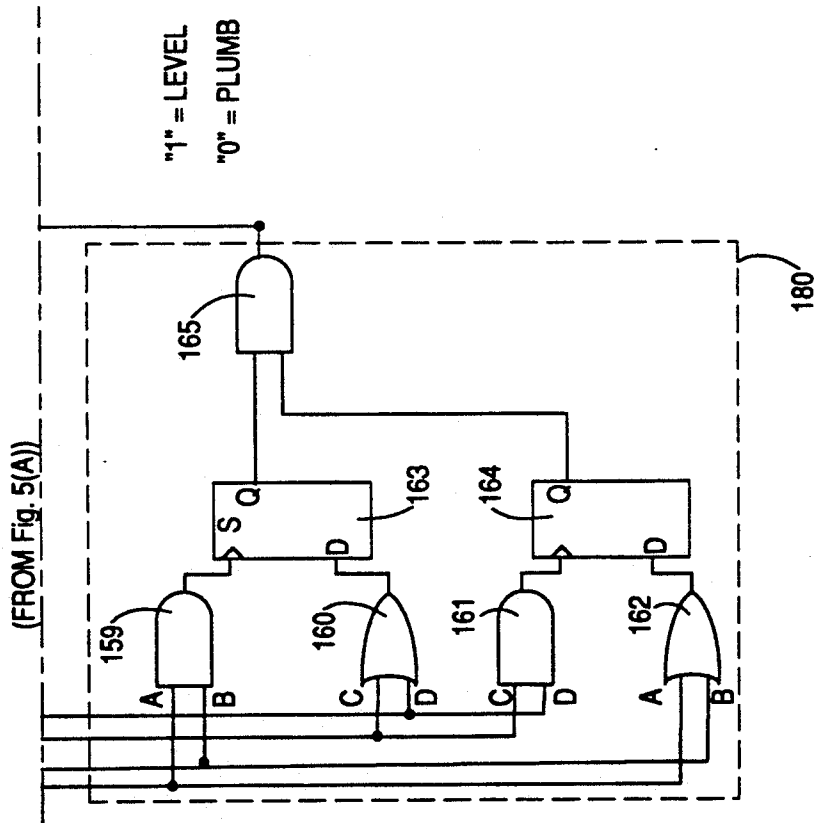 (FROM Fig. 5(A))
"1" = LEVEL
"0" = PLUMB
165
159
A
B
S
Q
D
163
160
C
D
161
C
D
164
Q
D
162
A
B
180